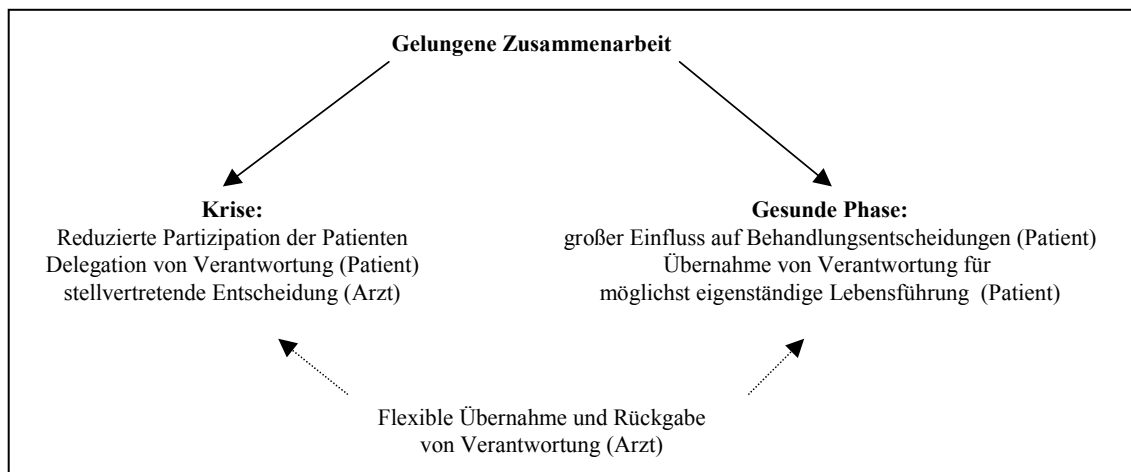 Gelungene Zusammenarbeit
Krise:
Reduzierte Partizipation der Patienten
Delegation von Verantwortung (Patient)
stellvertretende Entscheidung (Arzt)
Gesunde Phase:
großer Einfluss auf Behandlungsentscheidungen (Patient)
Übernahme von Verantwortung für
möglichst eigenständige Lebensführung (Patient)
Flexible Übernahme und Rückgabe
von Verantwortung (Arzt)